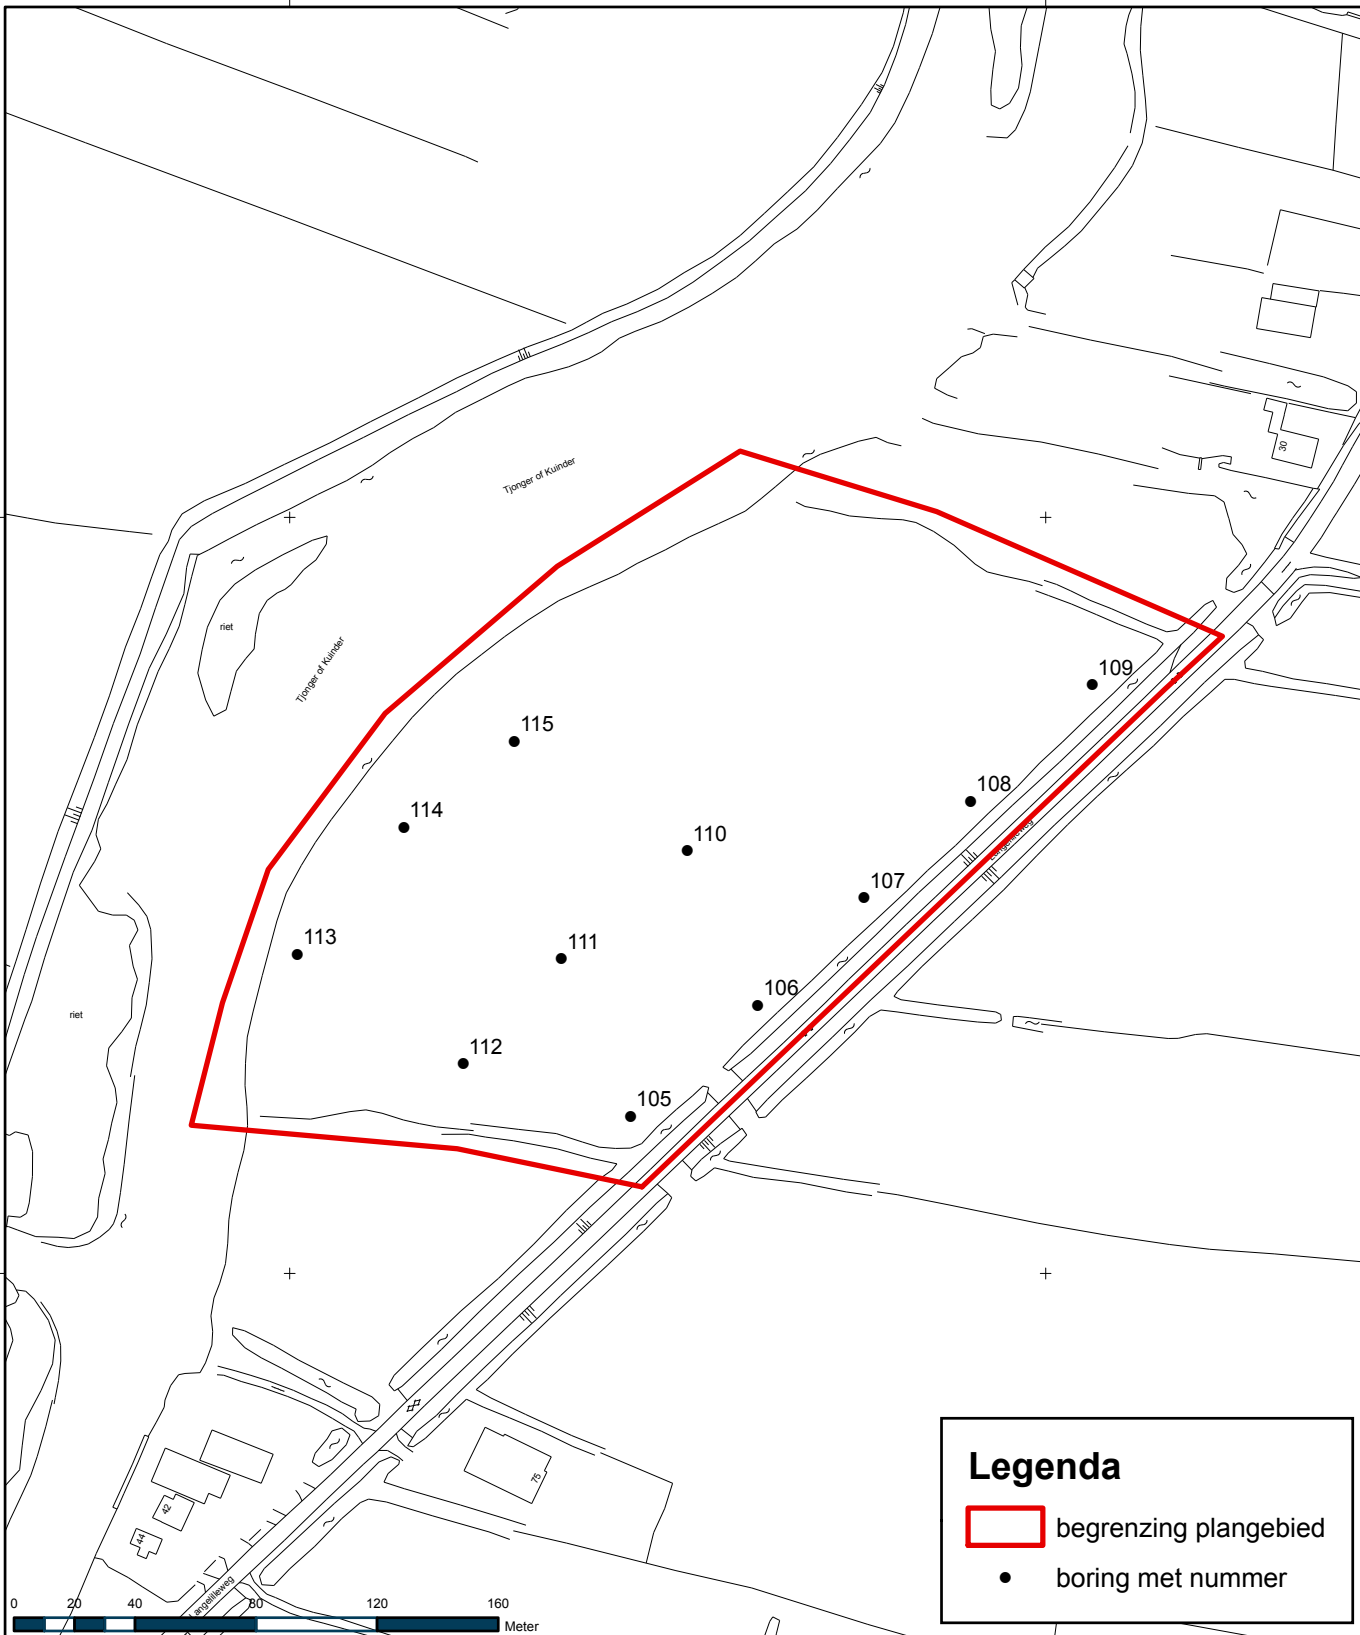 Tjonger of Kuinder
30
riet
Tjonger of Kuinder
109
115
108
114
110
107
113
111
106
riet
112
105
Langelilleweg
75
42
44
Langelilleweg
0 20 40 80 120 160 Meter
Legenda
begrenzing plangebied
boring met nummer